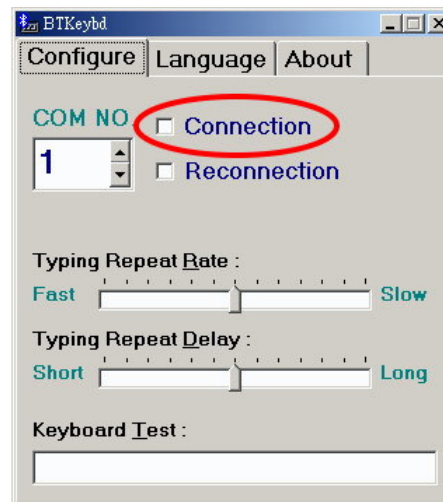 BTKeybd
Configure Language About
COM NO
Connection
1
Reconnection
Typing Repeat Rate :
Fast Slow
Typing Repeat Delay :
Short Long
Keyboard Test :